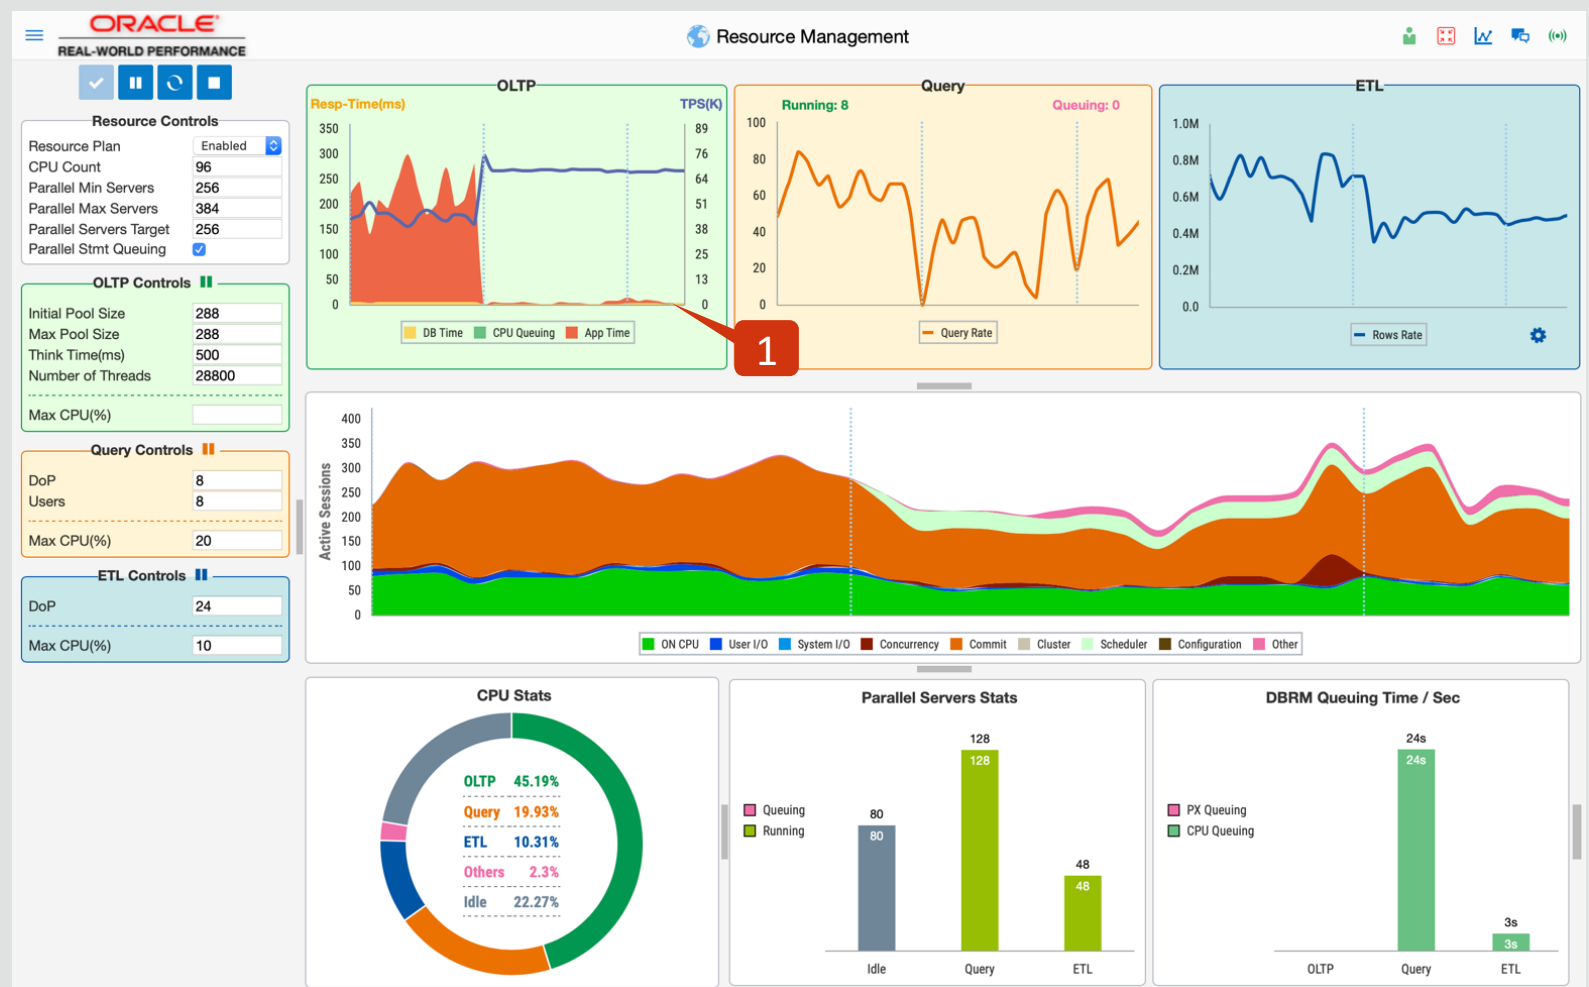 ORACLE
REAL-WORLD PERFORMANCE
Resource Management
Resource Controls
Resource Plan Enabled
CPU Count 96
Parallel Min Servers 256
Parallel Max Servers 384
Parallel Servers Target 256
Parallel Stmt Queuing
OLTP Controls
Initial Pool Size 288
Max Pool Size 288
Think Time(ms) 500
Number of Threads 28800
Max CPU(%)
Query Controls
DoP 8
Users 8
Max CPU(%) 20
ETL Controls
DoP 24
Max CPU(%) 10
OLTP
Resp-Time(ms) TPS(K)
350 89
300 76
250 64
200 51
150 38
100 25
50 13
0 0
DB Time CPU Queuing App Time
1
Query
Running: 8 Queuing: 0
100
80
60
40
20
0
Query Rate
ETL
1.0M
0.8M
0.6M
0.4M
0.2M
0.0
Rows Rate
Active Sessions
400
350
300
250
200
150
100
50
0
ON CPU User I/O System I/O Concurrency Commit Cluster Scheduler Configuration Other
CPU Stats
OLTP 45.19%
Query 19.93%
ETL 10.31%
Others 2.3%
Idle 22.27%
Parallel Servers Stats
Queuing
Running
80
80
128
128
48
48
Idle Query ETL
DBRM Queuing Time / Sec
PX Queuing
CPU Queuing
24s
24s
3s
3s
OLTP Query ETL